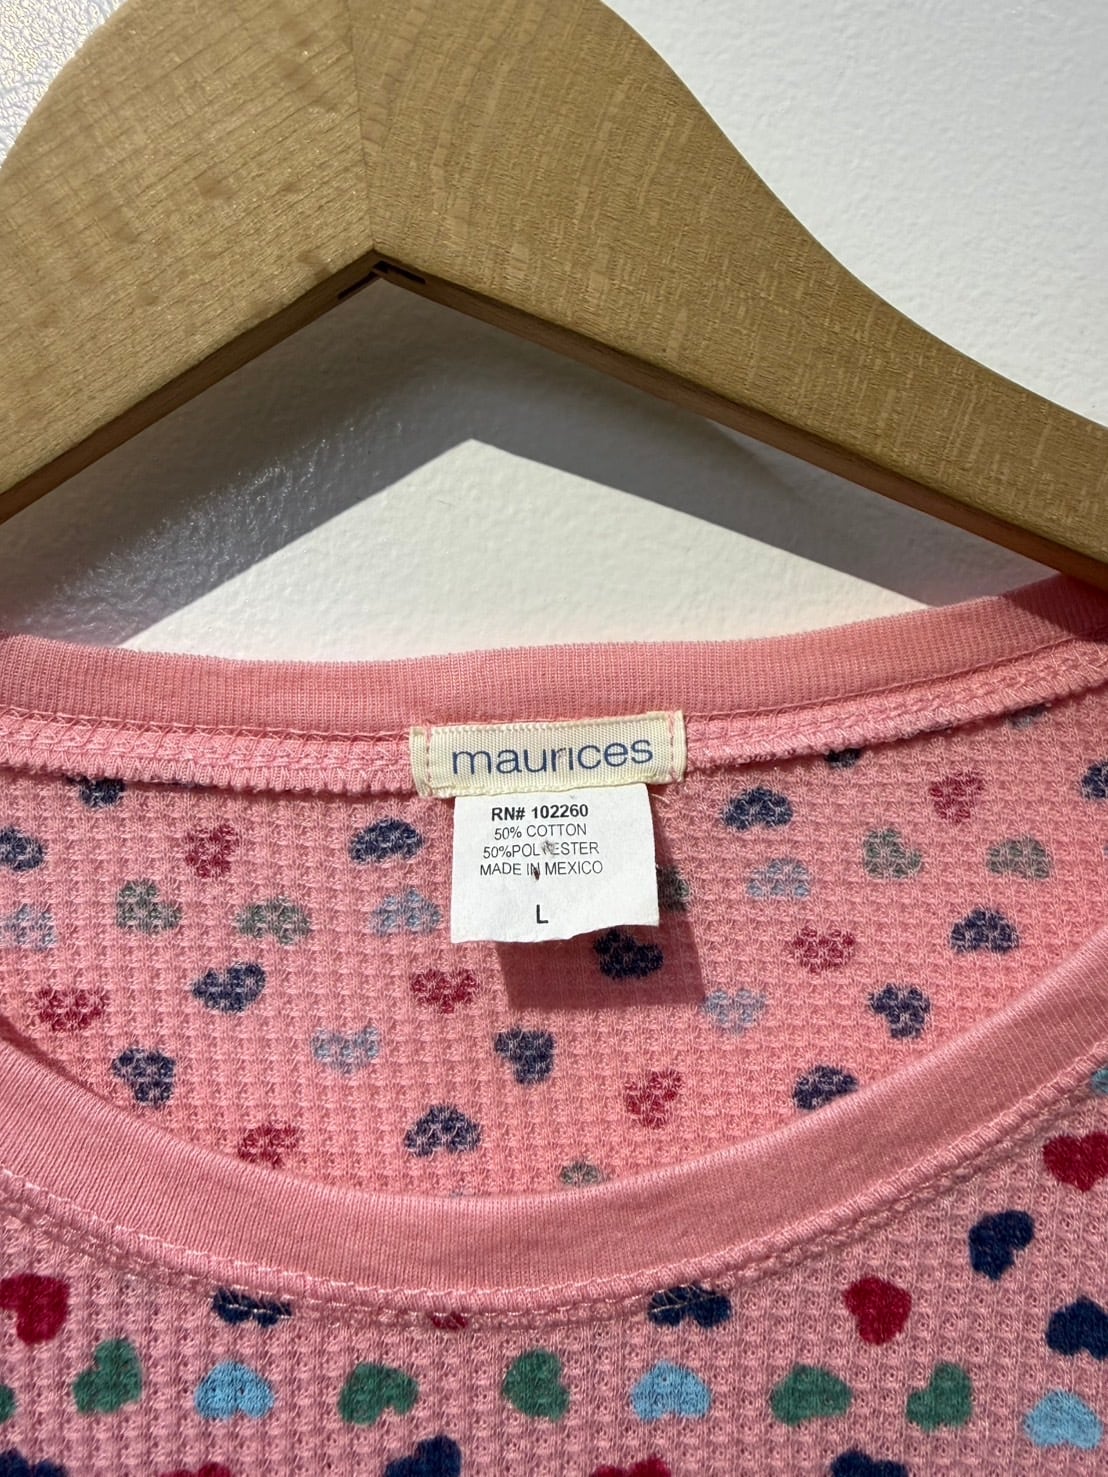 maurices
RN# 102260
50% COTTON
50%POLYESTER
MADE IN MEXICO
L